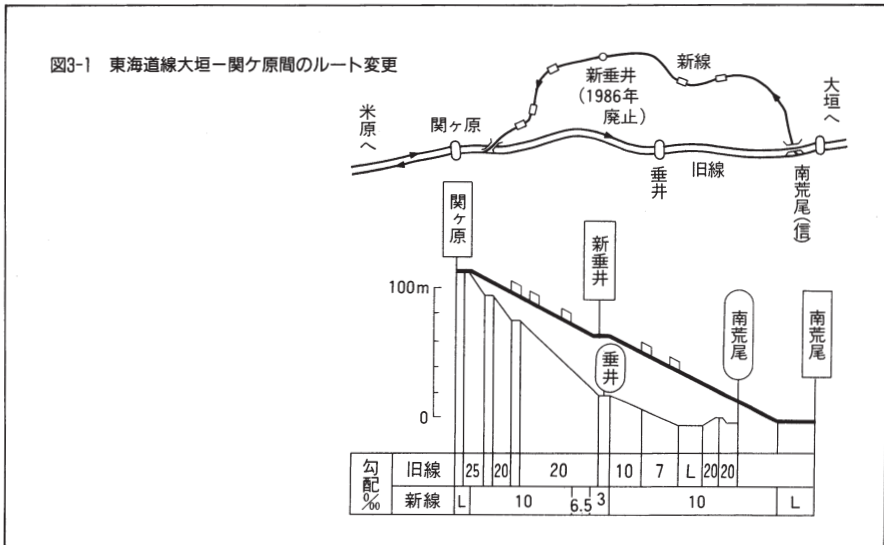 図3-1 東海道線大垣ー関ケ原間のルート変更
新線
新垂井
(1986年
廃止)
大垣へ
米原へ
関ヶ原
垂井
旧線
南荒尾(信)
関ヶ原
新垂井
垂井
南荒尾
南荒尾
100m
0
勾配‰
旧線 25 20 20 10 7 L 20 20
新線 L 10 6.5 3 10 L